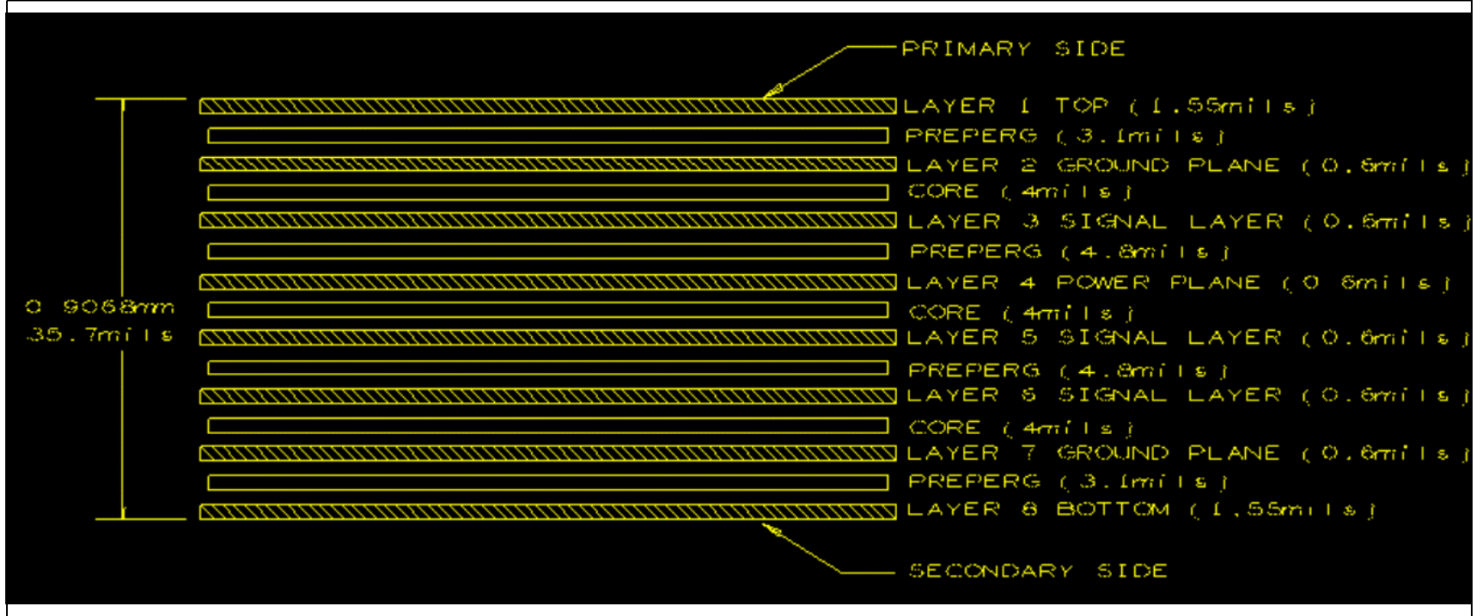 PRIMARY SIDE
LAYER 1 TOP (1.55mils)
PREPERG (3.1mils)
LAYER 2 GROUND PLANE (0.6mils)
CORE (4mils)
LAYER 3 SIGNAL LAYER (0.6mils)
PREPERG (4.8mils)
LAYER 4 POWER PLANE (0 6mils)
0 9068mm
35.7mils
CORE (4mils)
LAYER 5 SIGNAL LAYER (0.6mils)
PREPERG (4.8mils)
LAYER 6 SIGNAL LAYER (0.6mils)
CORE (4mils)
LAYER 7 GROUND PLANE (0.6mils)
PREPERG (3.1mils)
LAYER 8 BOTTOM (1.55mils)
SECONDARY SIDE